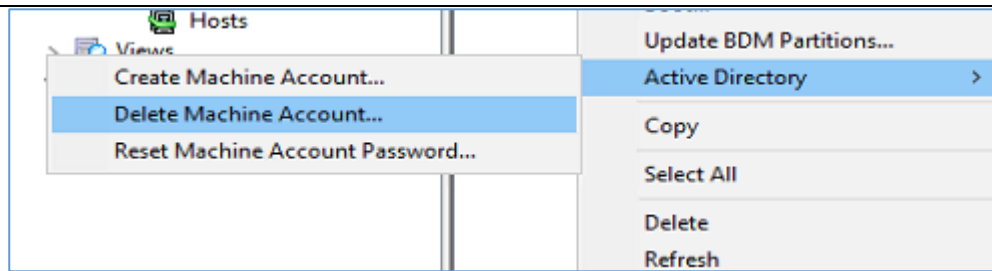 Hosts
Views
Create Machine Account...
Delete Machine Account...
Reset Machine Account Password...
Update BDM Partitions...
Active Directory
Copy
Select All
Delete
Refresh